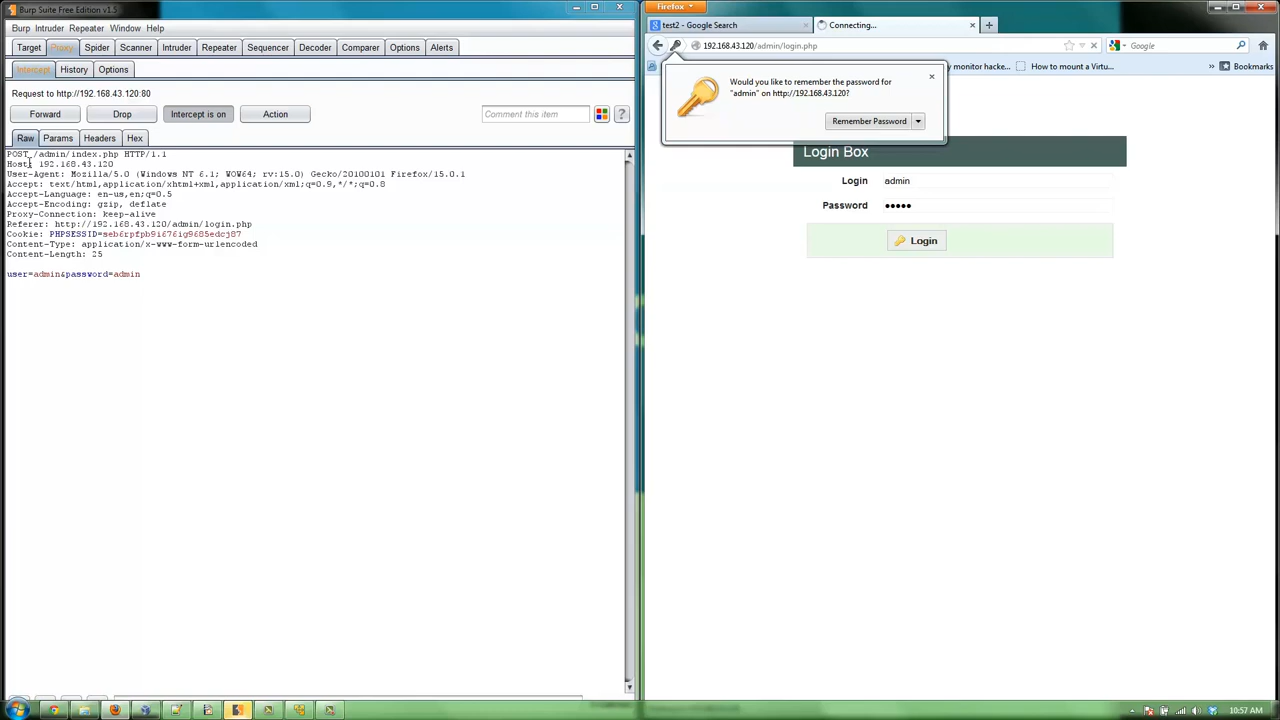 Burp Suite Free Edition v1.5
Burp Intruder Repeater Window Help
Target Proxy Spider Scanner Intruder Repeater Sequencer Decoder Comparer Options Alerts
Intercept History Options
Request to http://192.168.43.120:80
Forward Drop Intercept is on Action Comment this item ?
Raw Params Headers Hex
POST /admin/index.php HTTP/1.1
Host: 192.168.43.120
User-Agent: Mozilla/5.0 (Windows NT 6.1; WOW64; rv:15.0) Gecko/20100101 Firefox/15.0.1
Accept: text/html,application/xhtml+xml,application/xml;q=0.9,*/*;q=0.8
Accept-Language: en-us,en;q=0.5
Accept-Encoding: gzip, deflate
Proxy-Connection: keep-alive
Referer: http://192.168.43.120/admin/login.php
Cookie: PHPSESSID=
Content-Type: application/x-www-form-urlencoded
Content-Length: 25
user=admin&password=admin
Firefox
test2 - Google Search Connecting...
192.168.43.120/admin/login.php Google
y monitor hacke... How to mount a Virtu... » Bookmarks
Would you like to remember the password for
"admin" on http://192.168.43.120?
Remember Password
Login Box
Login admin
Password •••••
Login
10:57 AM